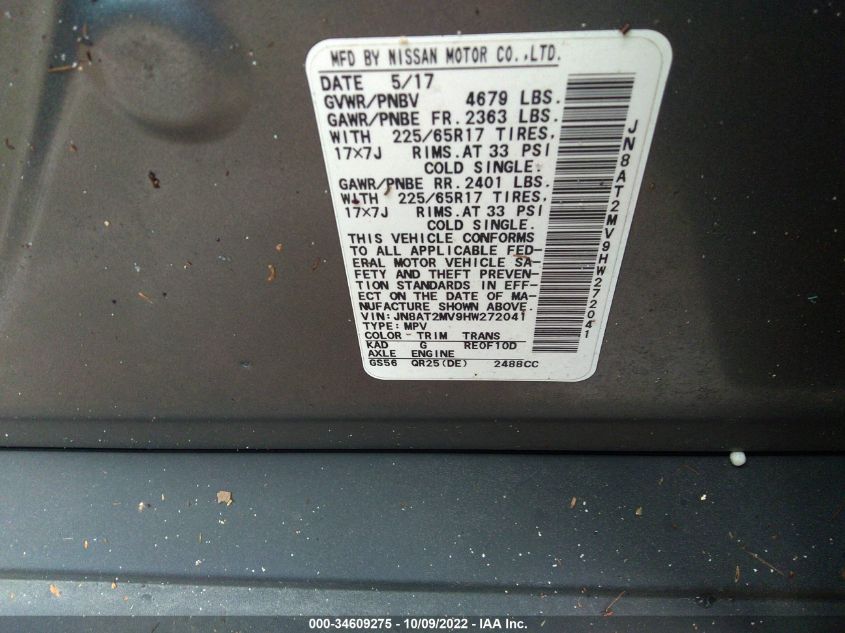 MFD BY NISSAN MOTOR CO.,LTD.
DATE 5/17
GVWR/PNBV 4679 LBS.
GAWR/PNBE FR. 2363 LBS.
WITH 225/65R17 TIRES,
17×7J RIMS.AT 33 PSI
COLD SINGLE.
GAWR/PNBE RR. 2401 LBS.
WITH 225/65R17 TIRES,
17×7J RIMS.AT 33 PSI
COLD SINGLE.
THIS VEHICLE CONFORMS
TO ALL APPLICABLE FED-
ERAL MOTOR VEHICLE SA-
FETY AND THEFT PREVEN-
TION STANDARDS IN EFF-
ECT ON THE DATE OF MA-
NUFACTURE SHOWN ABOVE.
VIN: JN8AT2MV9HW272041
TYPE: MPV
COLOR TRIM TRANS
KAD G RE0F10D
AXLE ENGINE
GS56 QR25(DE) 2488CC
JN8AT2MV9HW272041
000-34609275 - 10/09/2022 - IAA Inc.